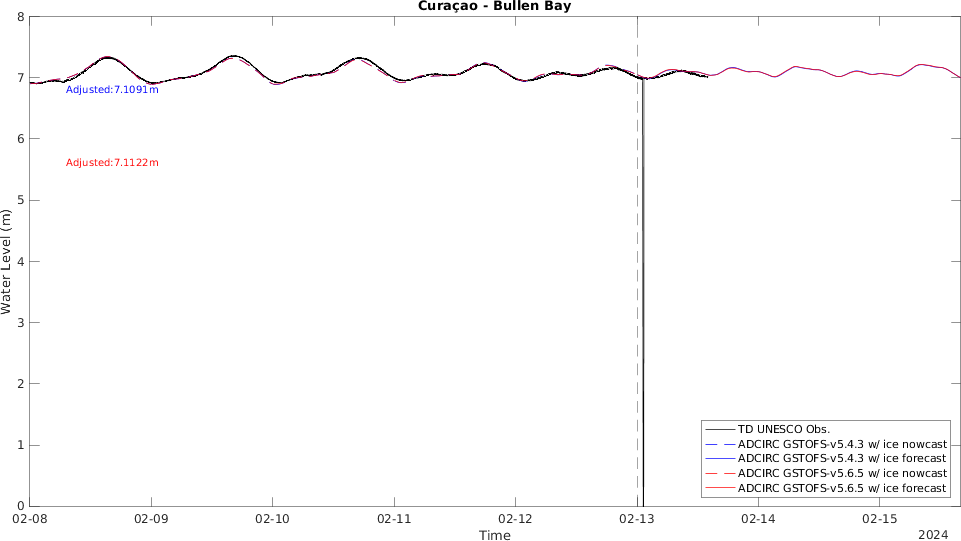 Curaçao - Bullen Bay
8
7
6
5
4
3
2
1
0
Water Level (m)
Adjusted:7.1091m
Adjusted:7.1122m
TD UNESCO Obs.
ADCIRC GSTOFS-v5.4.3 w/ ice nowcast
ADCIRC GSTOFS-v5.4.3 w/ ice forecast
ADCIRC GSTOFS-v5.6.5 w/ ice nowcast
ADCIRC GSTOFS-v5.6.5 w/ ice forecast
02-08 02-09 02-10 02-11 02-12 02-13 02-14 02-15
Time
2024